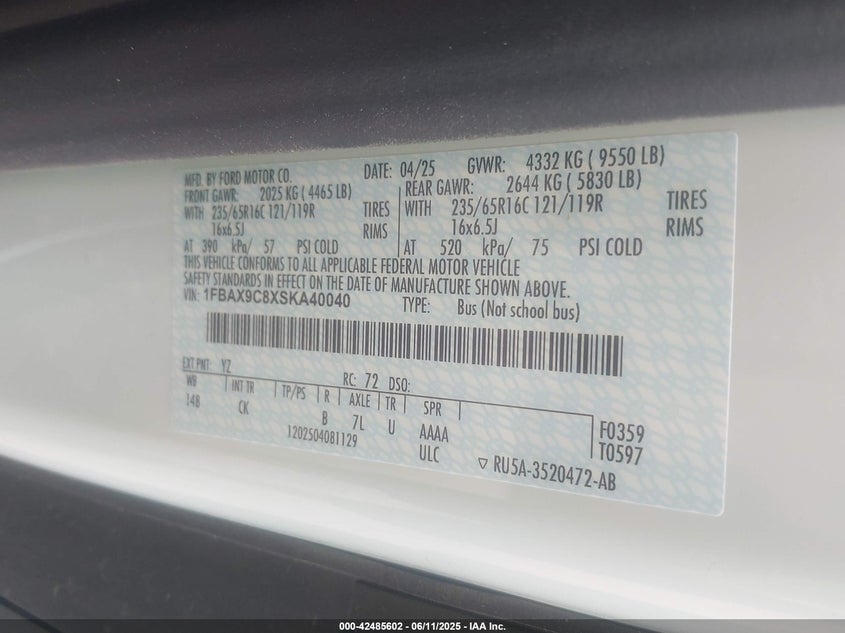 MFD. BY FORD MOTOR CO. DATE: 04/25 GVWR: 4332 KG ( 9550 LB)
FRONT GAWR: 2025 KG ( 4465 LB) REAR GAWR: 2644 KG ( 5830 LB)
WITH 235/65R16C 121/119R TIRES WITH 235/65R16C 121/119R TIRES
16x6.5J RIMS 16x6.5J RIMS
AT 390 kPa/ 57 PSI COLD AT 520 kPa/ 75 PSI COLD
THIS VEHICLE CONFORMS TO ALL APPLICABLE FEDERAL MOTOR VEHICLE
SAFETY STANDARDS IN EFFECT ON THE DATE OF MANUFACTURE SHOWN ABOVE.
VIN: 1FBAX9C8XSKA40040 TYPE: Bus (Not school bus)
EXT PNT: YZ RC: 72 DSO:
WB INT TR TP/PS R AXLE TR SPR
148 CK B 7L U AAAA F0359
1202504081129 ULC T0597
▽ RU5A-3520472-AB
000-42485602 - 06/11/2025 - IAA Inc.